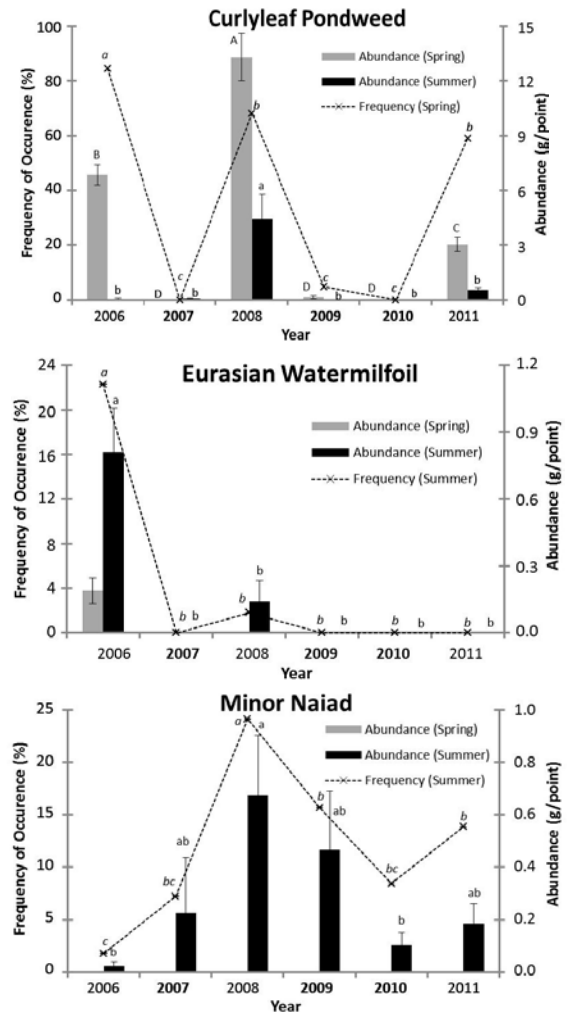 Curlyleaf Pondweed
Frequency of Occurence (%)
100
80
60
40
20
0
Abundance (g/point)
15
12
9
6
3
0
Abundance (Spring)
Abundance (Summer)
Frequency (Spring)
a
B
b
D
c
b
A
b
a
D
c
b
D
c
b
b
C
b
2006 2007 2008 2009 2010 2011
Year
Eurasian Watermilfoil
Frequency of Occurence (%)
24
20
16
12
8
4
0
Abundance (g/point)
1.2
0.9
0.6
0.3
0.0
Abundance (Spring)
Abundance (Summer)
Frequency (Summer)
a
a
b b
b
b
b b
b b
b b
2006 2007 2008 2009 2010 2011
Year
Minor Naiad
Frequency of Occurence (%)
25
20
15
10
5
0
Abundance (g/point)
1.0
0.8
0.6
0.4
0.2
0.0
Abundance (Spring)
Abundance (Summer)
Frequency (Summer)
c
b
bc
ab
a
a
b
ab
bc
b
b
ab
2006 2007 2008 2009 2010 2011
Year